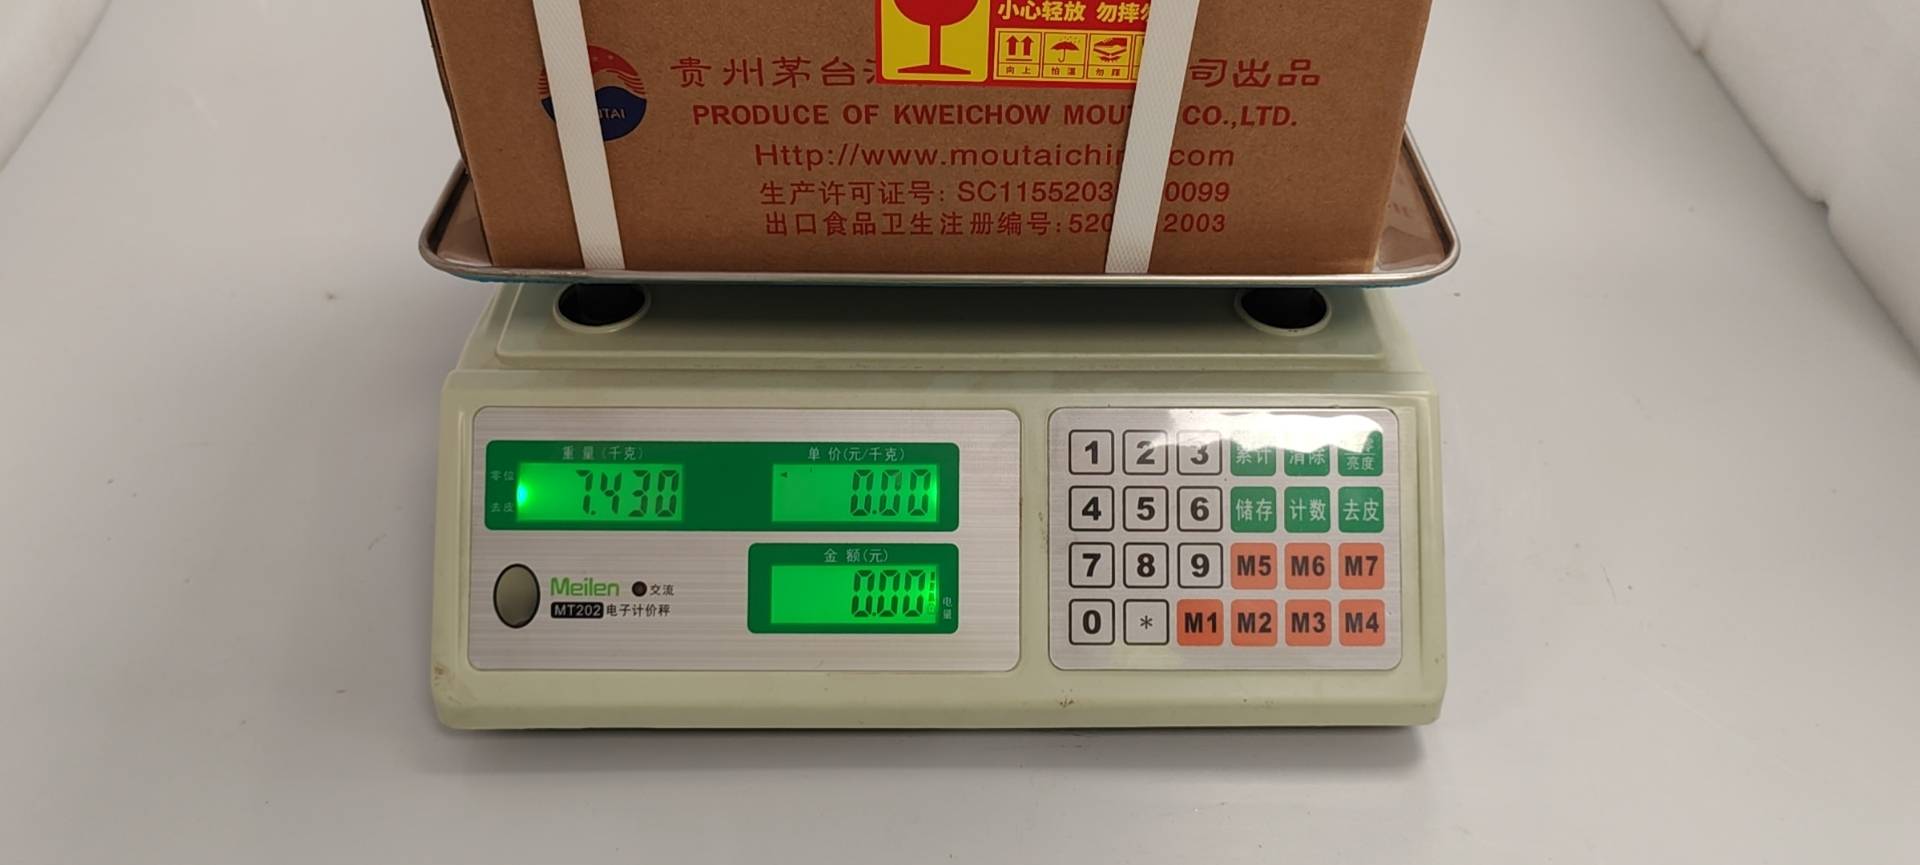 小心轻放 勿摔
向上 怕湿 勿踩
TAI
贵州茅台 司出品
PRODUCE OF KWEICHOW MOU CO.,LTD.
Http://www.moutaichi com
生产许可证号: SC1155203 0099
出口食品卫生注册编号:520 2003
重量(千克) 单价(元/千克)
零位
去皮
7.430 0.00
金额(元)
0.00
电量
Meilen 交流
MT202 电子计价秤
1 2 3 累计 清除 亮度
4 5 6 储存 计数 去皮
7 8 9 M5 M6 M7
0 * M1 M2 M3 M4